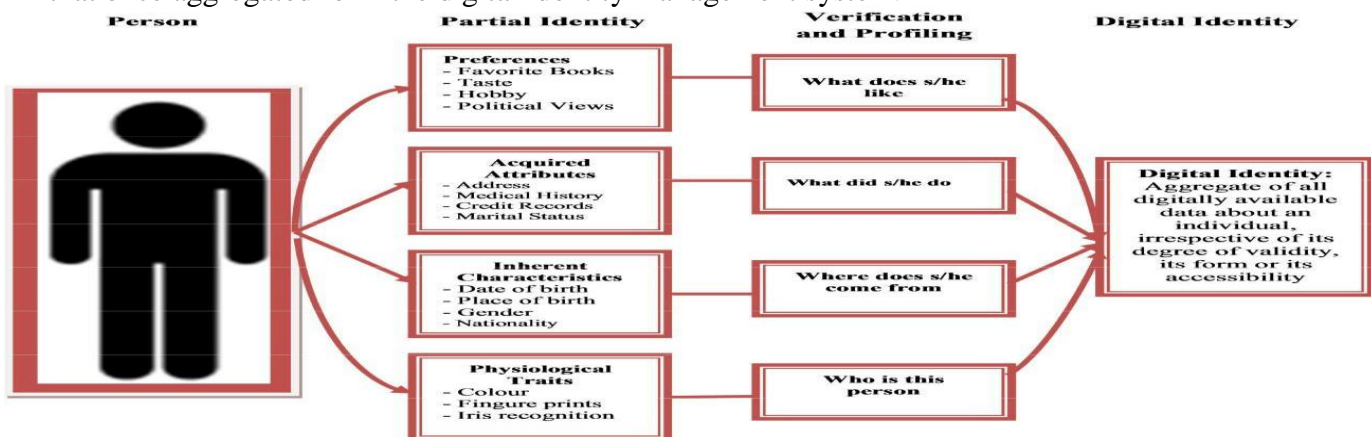 Person
Partial Identity
Verification
and Profiling
Digital Identity
Preferences
- Favorite Books
- Taste
- Hobby
- Political Views
What does s/he
like
Acquired
Attributes
- Address
- Medical History
- Credit Records
- Marital Status
What did s/he do
Inherent
Characteristics
- Date of birth
- Place of birth
- Gender
- Nationality
Where does s/he
come from
Physiological
Traits
- Colour
- Fingure prints
- Iris recognition
Who is this
person
Digital Identity:
Aggregate of all
digitally available
data about an
individual,
irrespective of its
degree of validity,
its form or its
accessibility